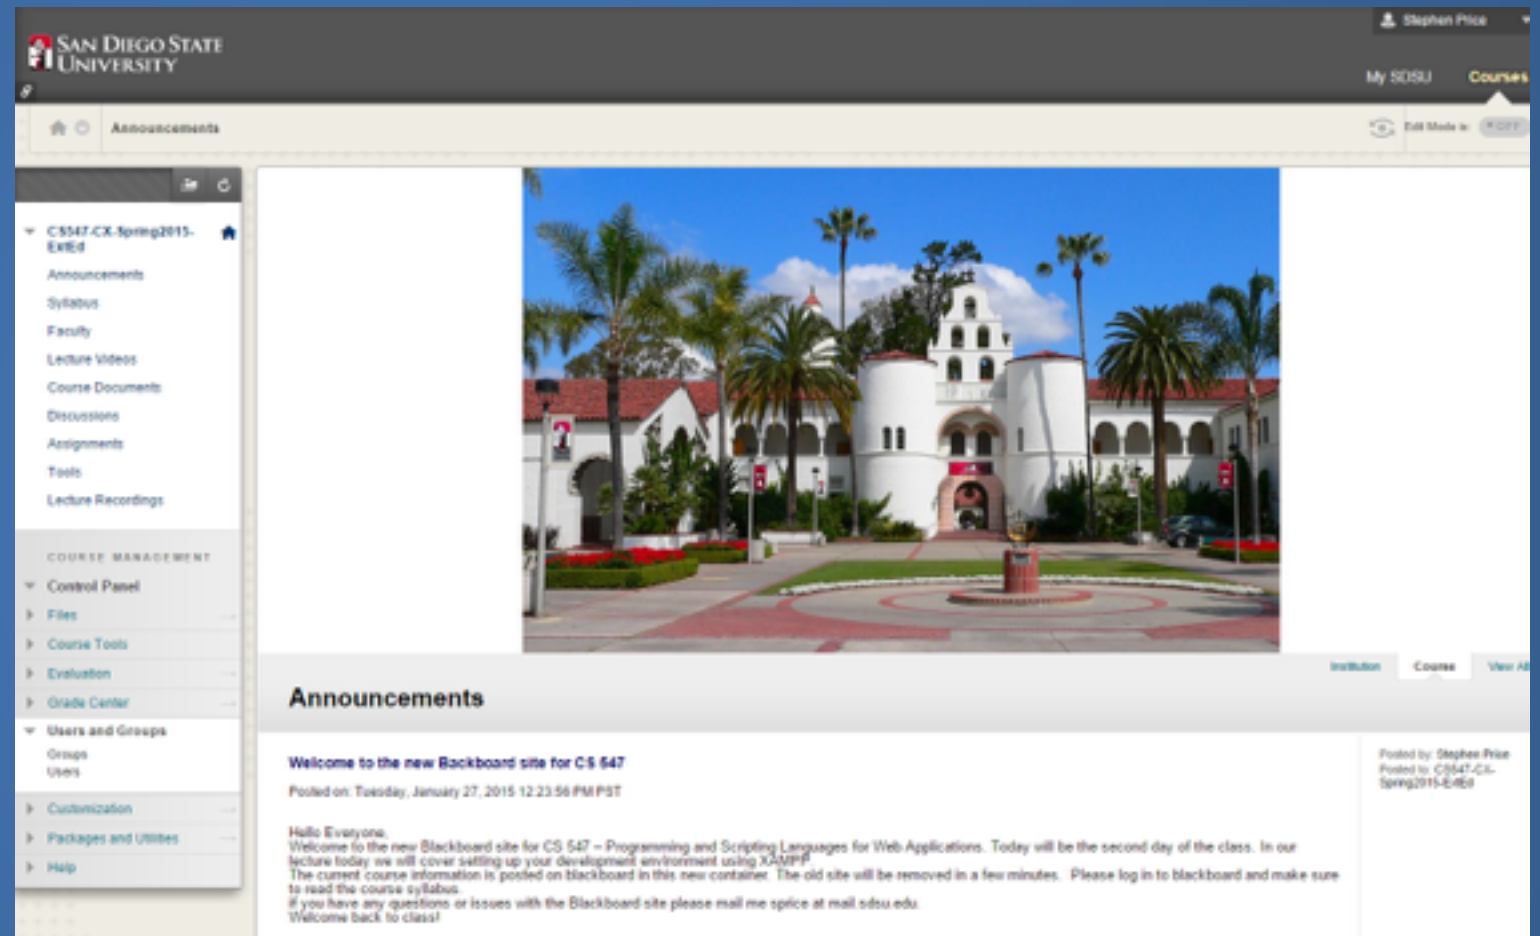 SAN DIEGO STATE
UNIVERSITY
Stephen Price
My SDSU
Courses
Announcements
Edit Mode is:
OFF
CS547-CX-Spring2015-
ExtEd
Announcements
Syllabus
Faculty
Lecture Videos
Course Documents
Discussions
Assignments
Tools
Lecture Recordings
COURSE MANAGEMENT
Control Panel
Files
Course Tools
Evaluation
Grade Center
Users and Groups
Groups
Users
Customization
Packages and Utilities
Help
Institution
Course
View All
Announcements
Welcome to the new Backboard site for CS 547
Posted on: Tuesday, January 27, 2015 12:23:56 PM PST
Posted by: Stephen Price
Posted to: CS547-CX-
Spring2015-ExtEd
Hello Everyone,
Welcome to the new Blackboard site for CS 547 – Programming and Scripting Languages for Web Applications. Today will be the second day of the class. In our
lecture today we will cover setting up your development environment using XAMPP.
The current course information is posted on blackboard in this new container. The old site will be removed in a few minutes. Please log in to blackboard and make sure
to read the course syllabus.
if you have any questions or issues with the Blackboard site please mail me sprice at mail.sdsu.edu.
Welcome back to class!